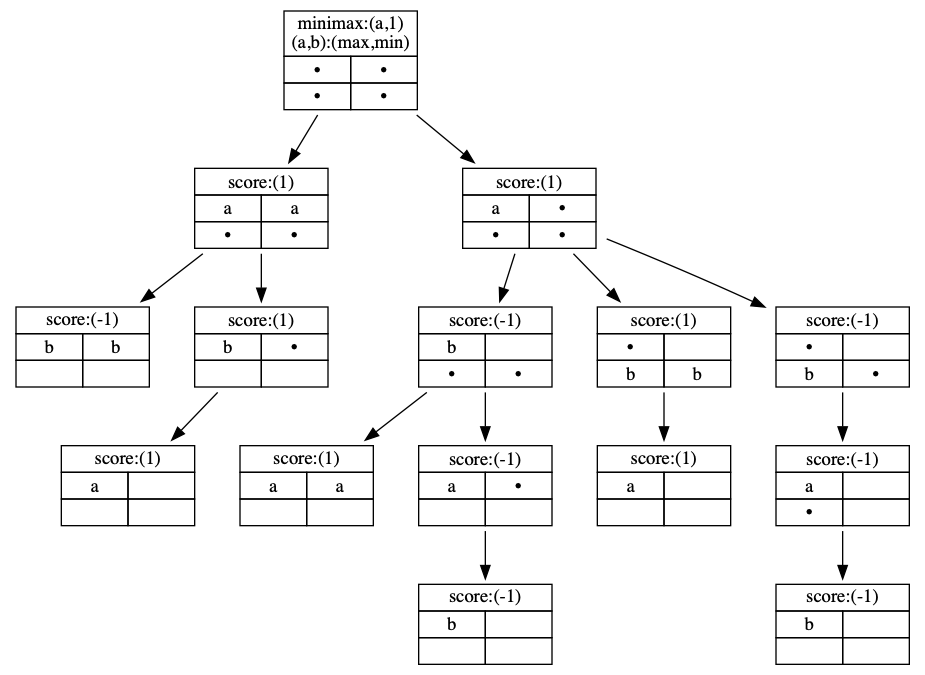 minimax:(a,1)
(a,b):(max,min)
• •
• •
score:(1)
a a
• •
score:(1)
a •
• •
score:(-1)
b b
score:(1)
b •
score:(-1)
b
• •
score:(1)
•
b b
score:(-1)
•
b •
score:(1)
a
score:(1)
a a
score:(-1)
a •
score:(1)
a
score:(-1)
a
•
score:(-1)
b
score:(-1)
b